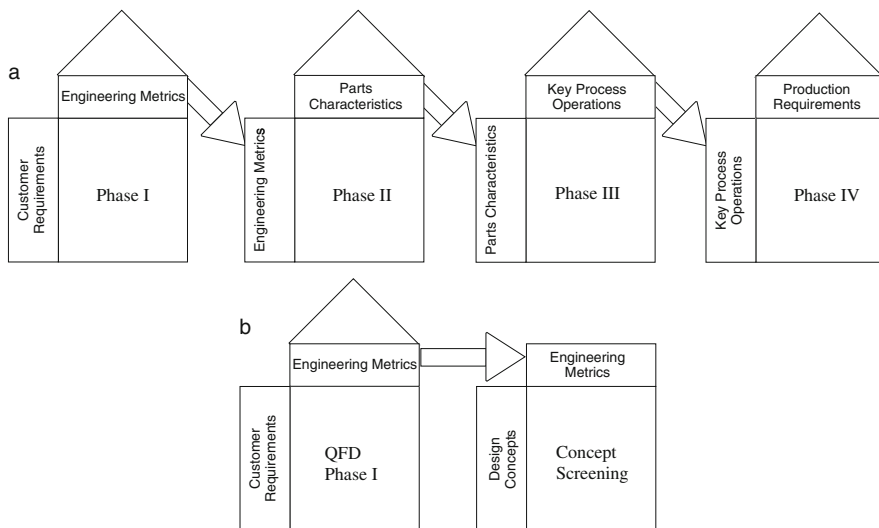 a
Engineering Metrics
Customer
Requirements
Phase I
Parts
Characteristics
Engineering Metrics
Phase II
Key Process
Operations
Parts Characteristics
Phase III
Production
Requirements
Key Process
Operations
Phase IV
b
Engineering Metrics
Customer
Requirements
QFD
Phase I
Engineering
Metrics
Design
Concepts
Concept
Screening